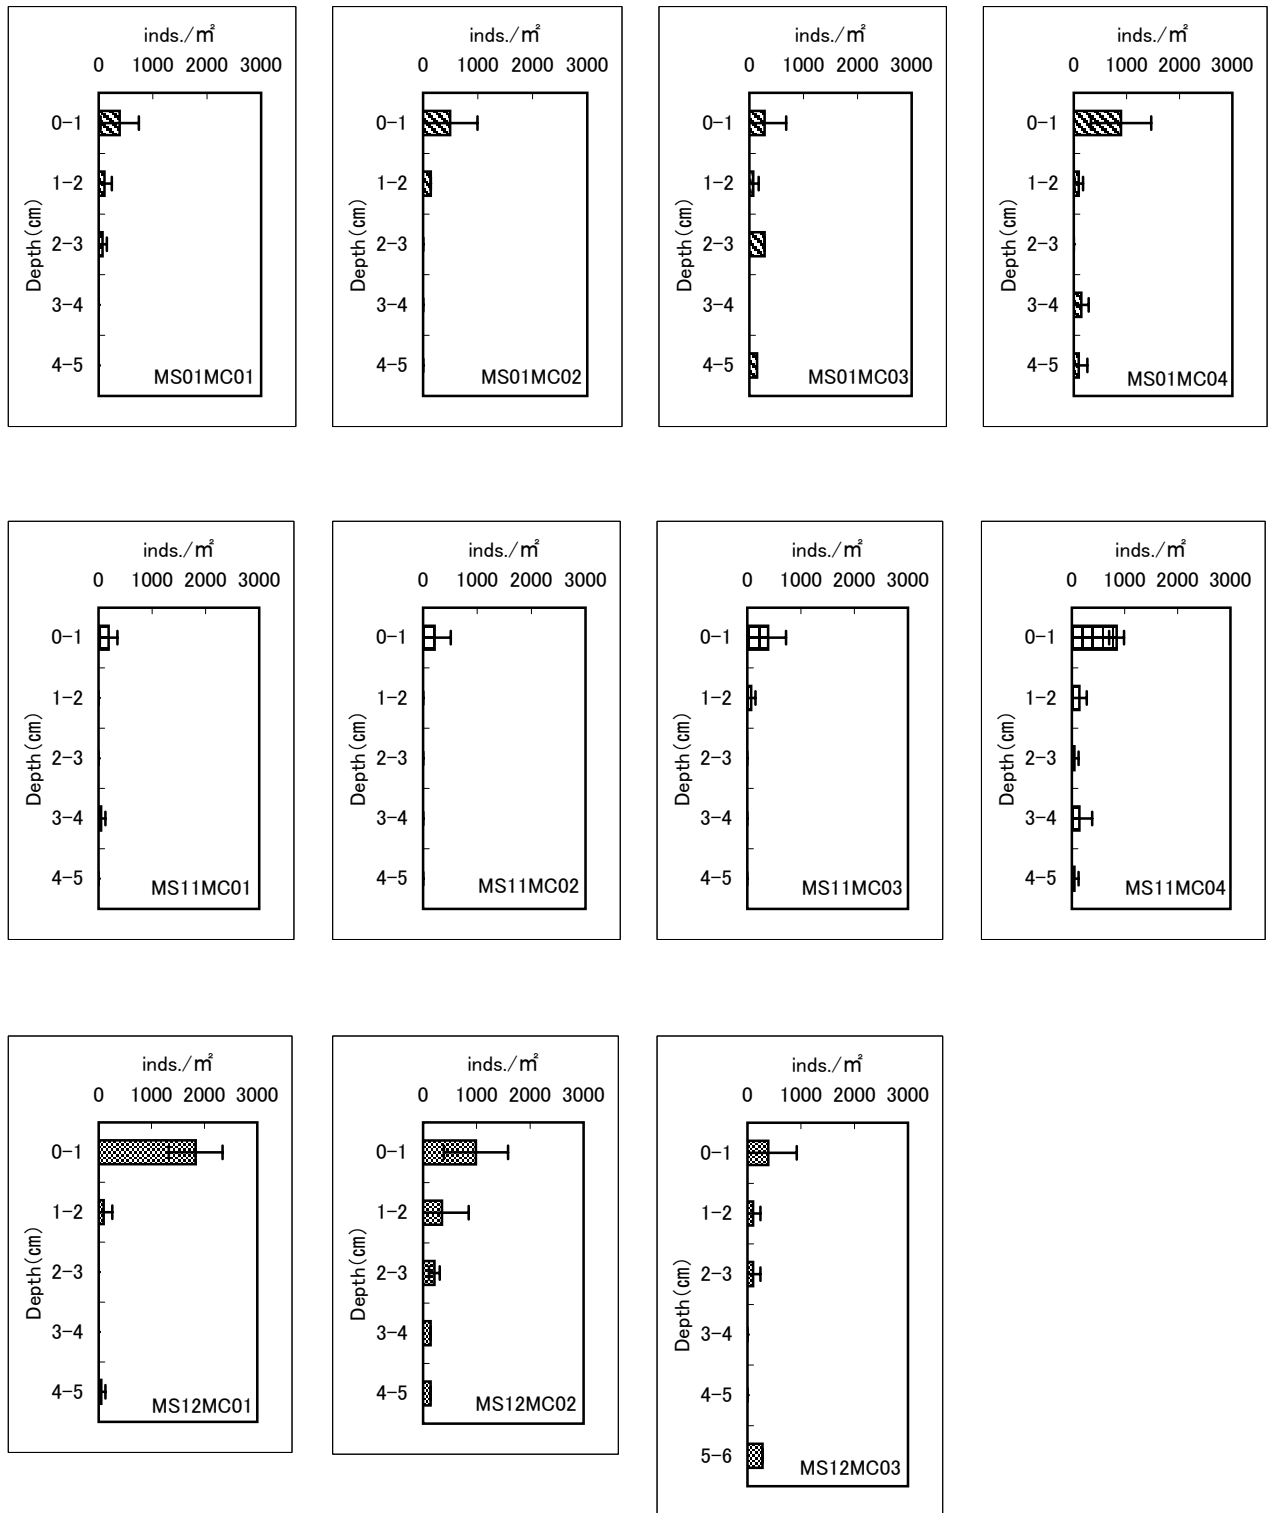 inds./㎡
0 1000 2000 3000
0-1
1-2
2-3
3-4
4-5
Depth(cm)
MS01MC01
inds./㎡
0 1000 2000 3000
0-1
1-2
2-3
3-4
4-5
Depth(cm)
MS01MC02
inds./㎡
0 1000 2000 3000
0-1
1-2
2-3
3-4
4-5
Depth(cm)
MS01MC03
inds./㎡
0 1000 2000 3000
0-1
1-2
2-3
3-4
4-5
Depth(cm)
MS01MC04
inds./㎡
0 1000 2000 3000
0-1
1-2
2-3
3-4
4-5
Depth(cm)
MS11MC01
inds./㎡
0 1000 2000 3000
0-1
1-2
2-3
3-4
4-5
Depth(cm)
MS11MC02
inds./㎡
0 1000 2000 3000
0-1
1-2
2-3
3-4
4-5
Depth(cm)
MS11MC03
inds./㎡
0 1000 2000 3000
0-1
1-2
2-3
3-4
4-5
Depth(cm)
MS11MC04
inds./㎡
0 1000 2000 3000
0-1
1-2
2-3
3-4
4-5
Depth(cm)
MS12MC01
inds./㎡
0 1000 2000 3000
0-1
1-2
2-3
3-4
4-5
Depth(cm)
MS12MC02
inds./㎡
0 1000 2000 3000
0-1
1-2
2-3
3-4
4-5
5-6
Depth(cm)
MS12MC03